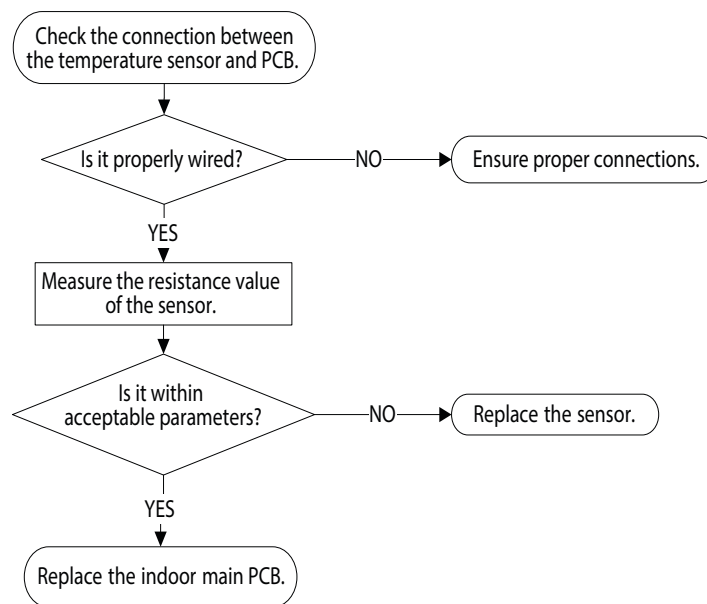 Check the connection between
the temperature sensor and PCB.
Is it properly wired?
NO
Ensure proper connections.
YES
Measure the resistance value
of the sensor.
Is it within
acceptable parameters?
NO
Replace the sensor.
YES
Replace the indoor main PCB.